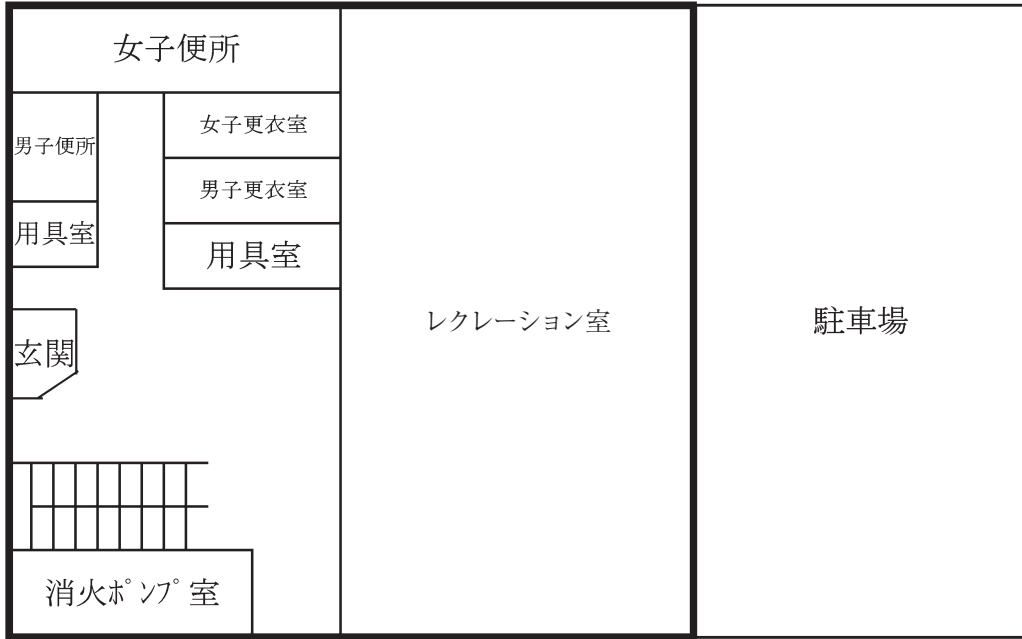 女子便所
男子便所
女子更衣室
男子更衣室
用具室
用具室
玄関
レクレーション室
駐車場
消火ﾎﾟﾝﾌﾟ室